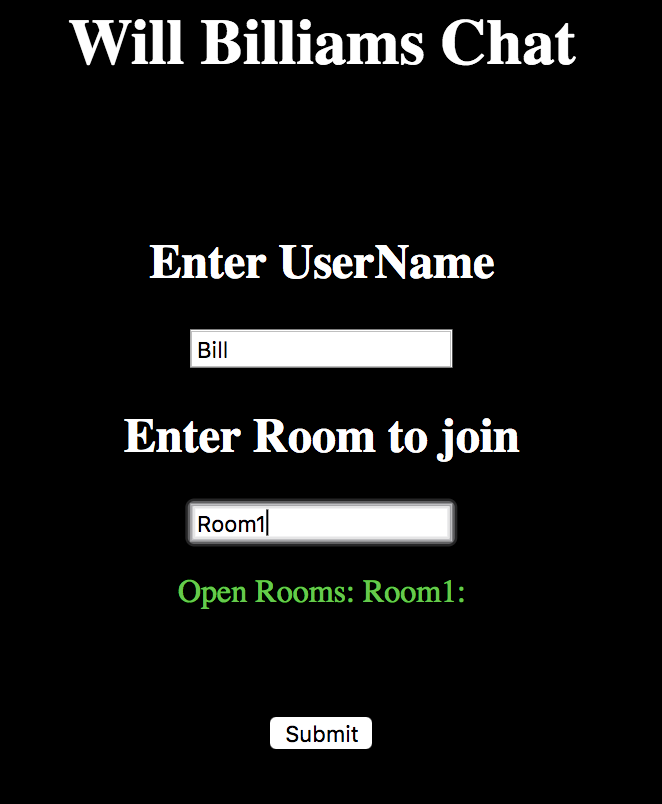 Will Billiams Chat
Enter UserName
Bill
Enter Room to join
Room1
Open Rooms: Room1:
Submit